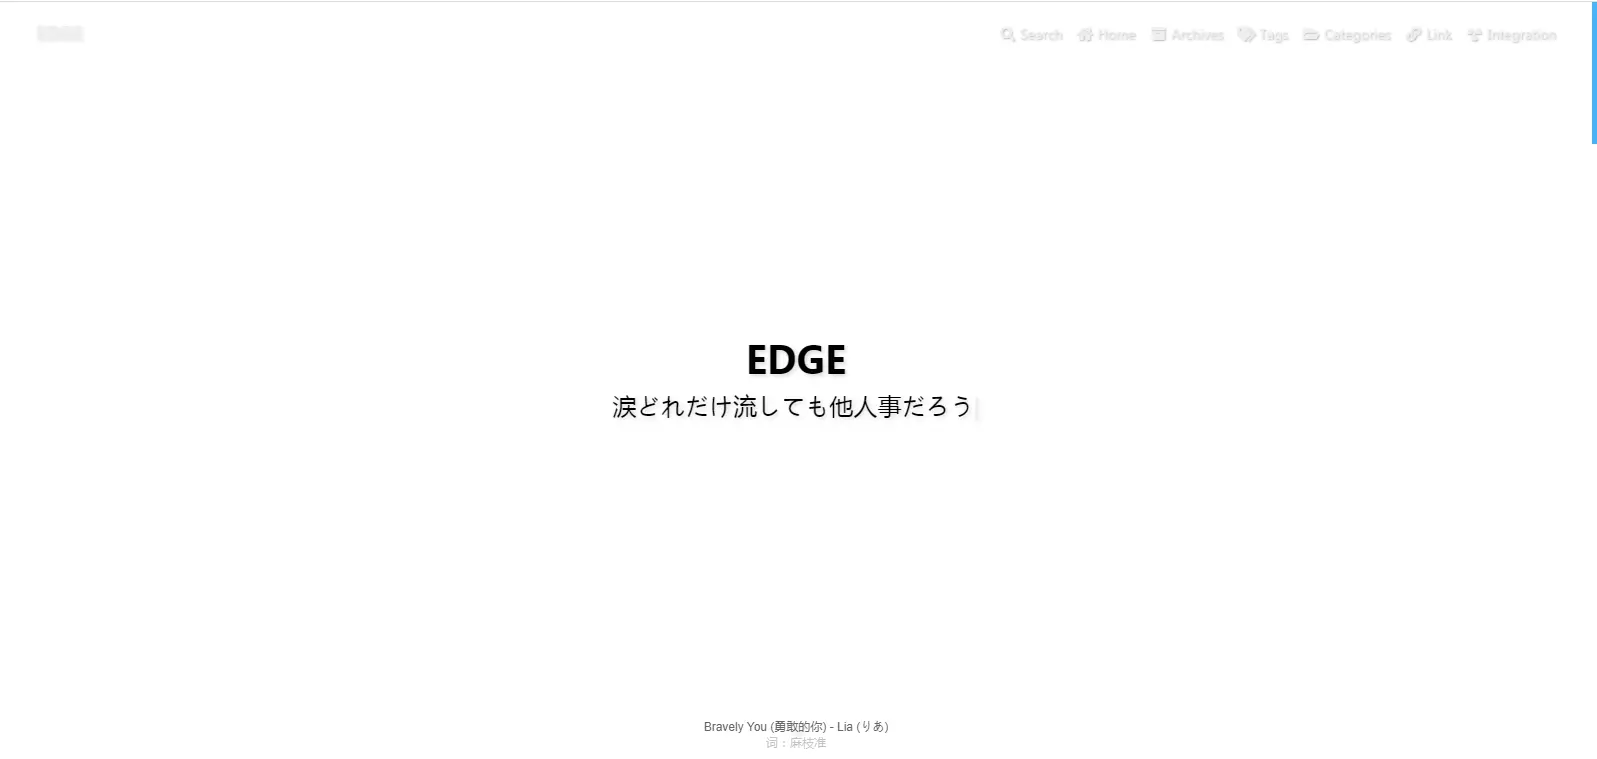 EDGE
Search Home Archives Tags Categories Link Integration
EDGE
涙どれだけ流しても他人事だろう
Bravely You (勇敢的你) - Lia (りあ)
词：麻枝准